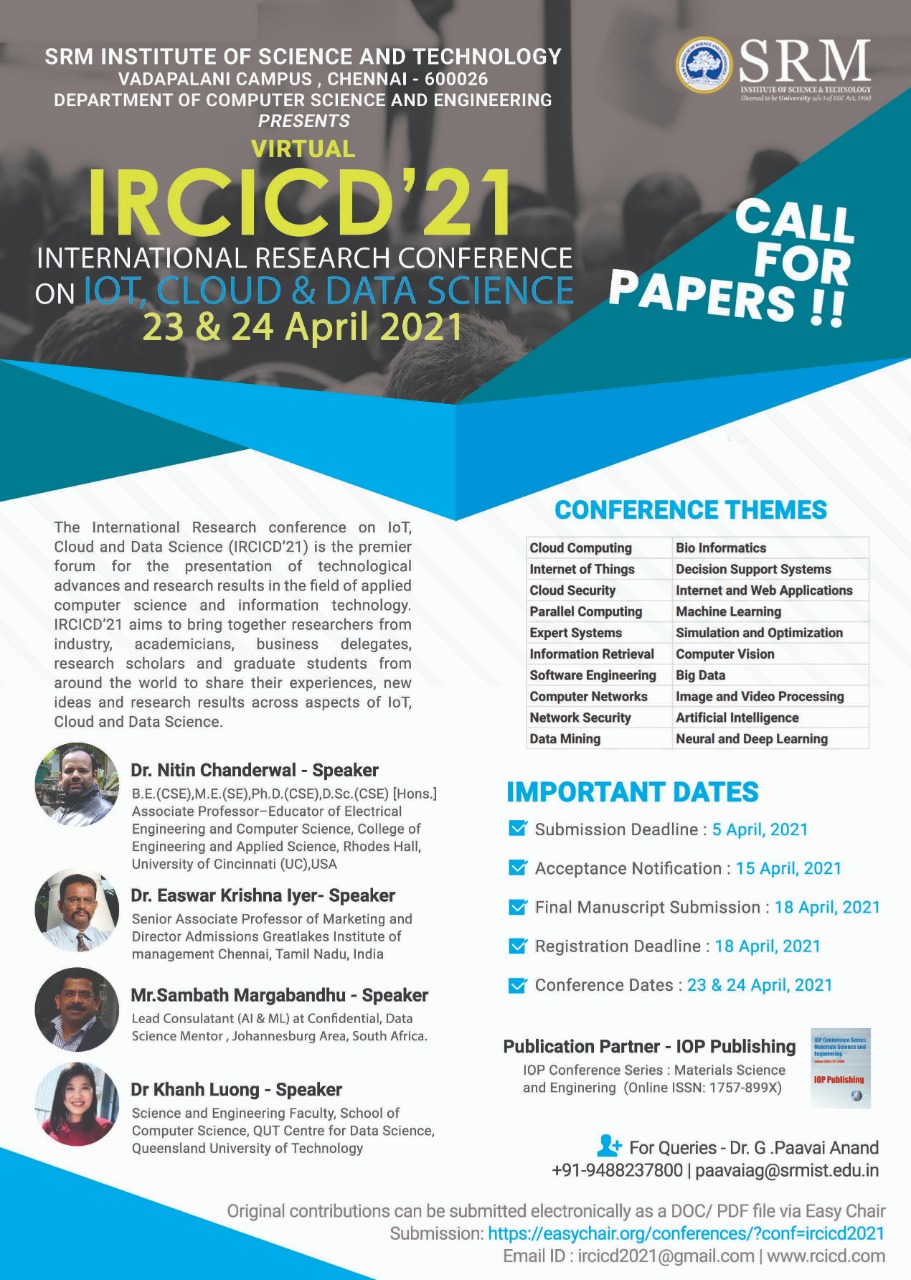 SRM INSTITUTE OF SCIENCE AND TECHNOLOGY
VADAPALANI CAMPUS , CHENNAI - 600026
DEPARTMENT OF COMPUTER SCIENCE AND ENGINEERING
PRESENTS
VIRTUAL
IRCICD'21
INTERNATIONAL RESEARCH CONFERENCE
ON IOT, CLOUD & DATA SCIENCE
23 & 24 April 2021
SRM
INSTITUTE OF SCIENCE & TECHNOLOGY
(Deemed to be University u/s 3 of UGC Act, 1956)
CALL
FOR
PAPERS !!
The International Research conference on IoT,
Cloud and Data Science (IRCICD'21) is the premier
forum for the presentation of technological
advances and research results in the field of applied
computer science and information technology.
IRCICD'21 aims to bring together researchers from
industry, academicians, business delegates,
research scholars and graduate students from
around the world to share their experiences, new
ideas and research results across aspects of IoT,
Cloud and Data Science.
Dr. Nitin Chanderwal - Speaker
B.E.(CSE),M.E.(SE),Ph.D.(CSE),D.Sc.(CSE) [Hons.]
Associate Professor–Educator of Electrical
Engineering and Computer Science, College of
Engineering and Applied Science, Rhodes Hall,
University of Cincinnati (UC),USA
Dr. Easwar Krishna Iyer- Speaker
Senior Associate Professor of Marketing and
Director Admissions Greatlakes Institute of
management Chennai, Tamil Nadu, India
Mr.Sambath Margabandhu - Speaker
Lead Consulatant (AI & ML) at Confidential, Data
Science Mentor , Johannesburg Area, South Africa.
Dr Khanh Luong - Speaker
Science and Engineering Faculty, School of
Computer Science, QUT Centre for Data Science,
Queensland University of Technology
CONFERENCE THEMES
Cloud Computing Bio Informatics
Internet of Things Decision Support Systems
Cloud Security Internet and Web Applications
Parallel Computing Machine Learning
Expert Systems Simulation and Optimization
Information Retrieval Computer Vision
Software Engineering Big Data
Computer Networks Image and Video Processing
Network Security Artificial Intelligence
Data Mining Neural and Deep Learning
IMPORTANT DATES
Submission Deadline : 5 April, 2021
Acceptance Notification : 15 April, 2021
Final Manuscript Submission : 18 April, 2021
Registration Deadline : 18 April, 2021
Conference Dates : 23 & 24 April, 2021
Publication Partner - IOP Publishing
IOP Conference Series : Materials Science
and Enginering (Online ISSN: 1757-899X)
IOP Conference Series:
Materials Science and
Engineering
IOP Publishing
For Queries - Dr. G .Paavai Anand
+91-9488237800 | paavaiag@srmist.edu.in
Original contributions can be submitted electronically as a DOC/ PDF file via Easy Chair
Submission: https://easychair.org/conferences/?conf=ircicd2021
Email ID : ircicd2021@gmail.com | www.rcicd.com